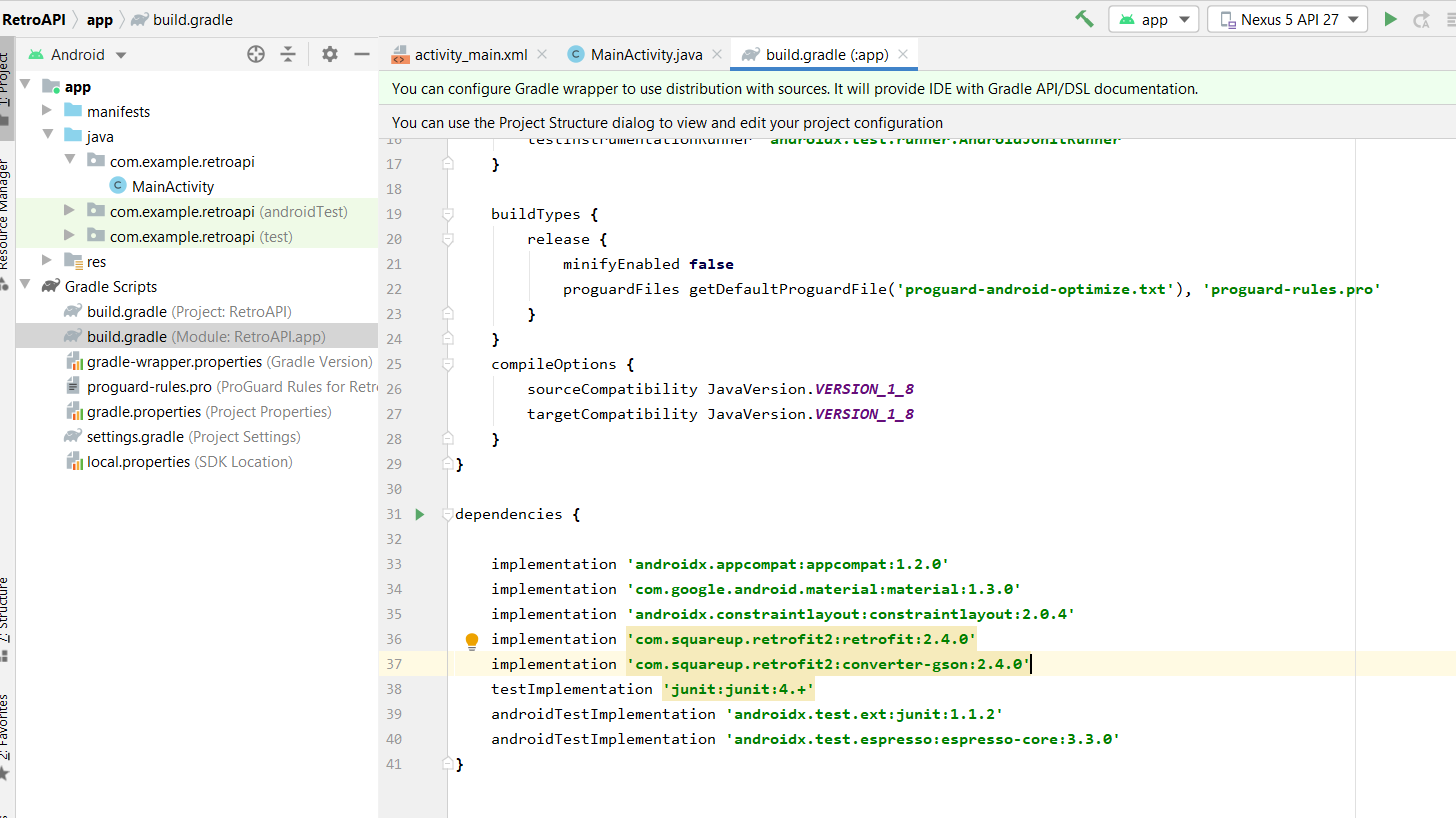 RetroAPI app build.gradle
app Nexus 5 API 27
1: Project
Resource Manager
Z: Structure
2: Favorites
Android
app
manifests
java
com.example.retroapi
MainActivity
com.example.retroapi (androidTest)
com.example.retroapi (test)
res
Gradle Scripts
build.gradle (Project: RetroAPI)
build.gradle (Module: RetroAPI.app)
gradle-wrapper.properties (Gradle Version)
proguard-rules.pro (ProGuard Rules for Retr
gradle.properties (Project Properties)
settings.gradle (Project Settings)
local.properties (SDK Location)
activity_main.xml MainActivity.java build.gradle (:app)
You can configure Gradle wrapper to use distribution with sources. It will provide IDE with Gradle API/DSL documentation.
You can use the Project Structure dialog to view and edit your project configuration
16 testInstrumentationRunner "androidx.test.runner.AndroidJUnitRunner"
17 }
18
19 buildTypes {
20 release {
21 minifyEnabled false
22 proguardFiles getDefaultProguardFile('proguard-android-optimize.txt'), 'proguard-rules.pro'
23 }
24 }
25 compileOptions {
26 sourceCompatibility JavaVersion.VERSION_1_8
27 targetCompatibility JavaVersion.VERSION_1_8
28 }
29 }
30
31 dependencies {
32
33 implementation 'androidx.appcompat:appcompat:1.2.0'
34 implementation 'com.google.android.material:material:1.3.0'
35 implementation 'androidx.constraintlayout:constraintlayout:2.0.4'
36 implementation 'com.squareup.retrofit2:retrofit:2.4.0'
37 implementation 'com.squareup.retrofit2:converter-gson:2.4.0'
38 testImplementation 'junit:junit:4.+'
39 androidTestImplementation 'androidx.test.ext:junit:1.1.2'
40 androidTestImplementation 'androidx.test.espresso:espresso-core:3.3.0'
41 }